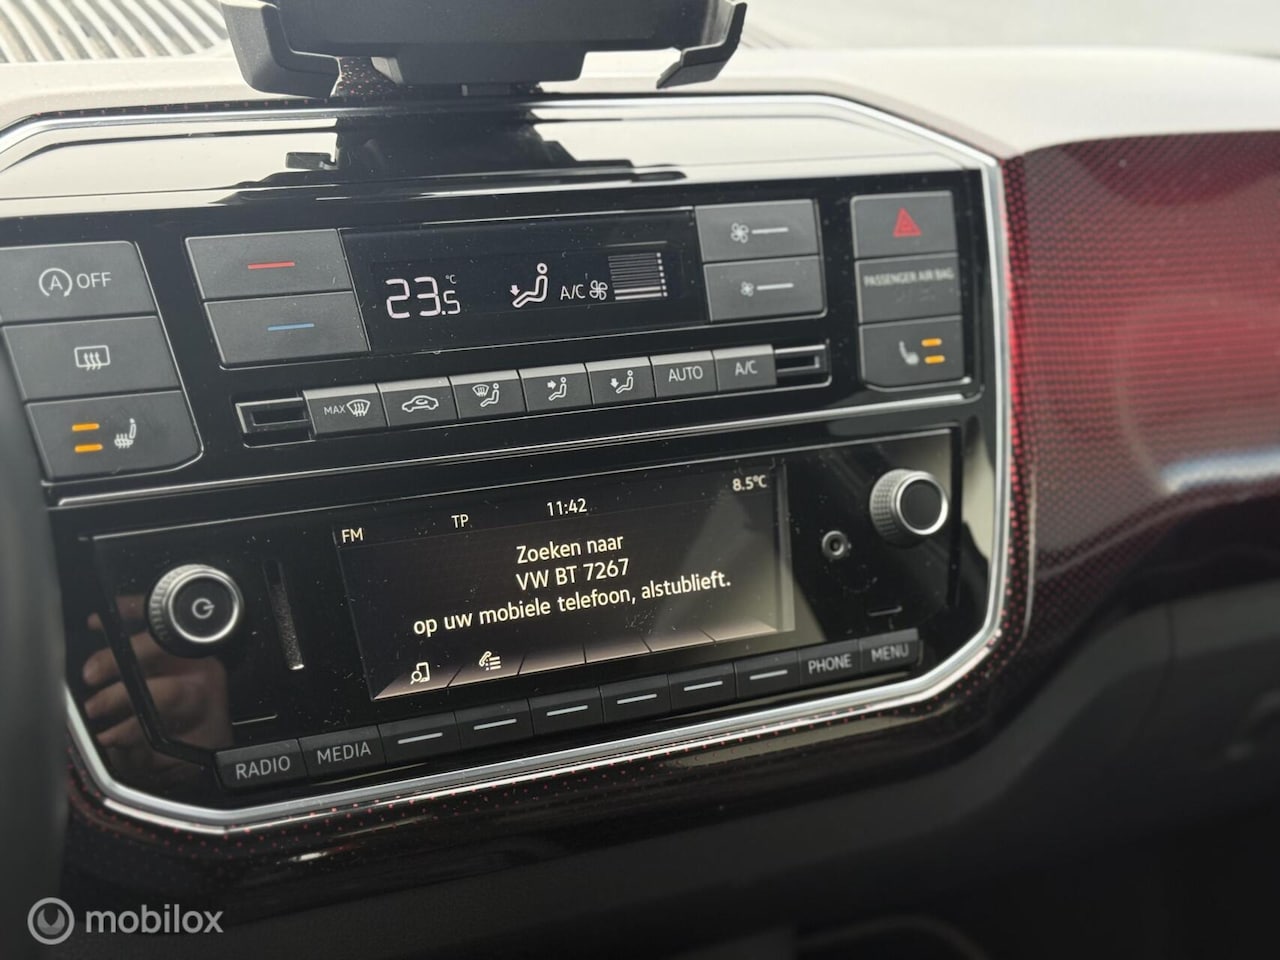 A OFF
23.5 °C
A/C
PASSENGER AIR BAG
MAX
AUTO
A/C
FM
TP
11:42
8.5°C
Zoeken naar
VW BT 7267
op uw mobiele telefoon, alstublieft.
RADIO
MEDIA
PHONE
MENU
mobilox